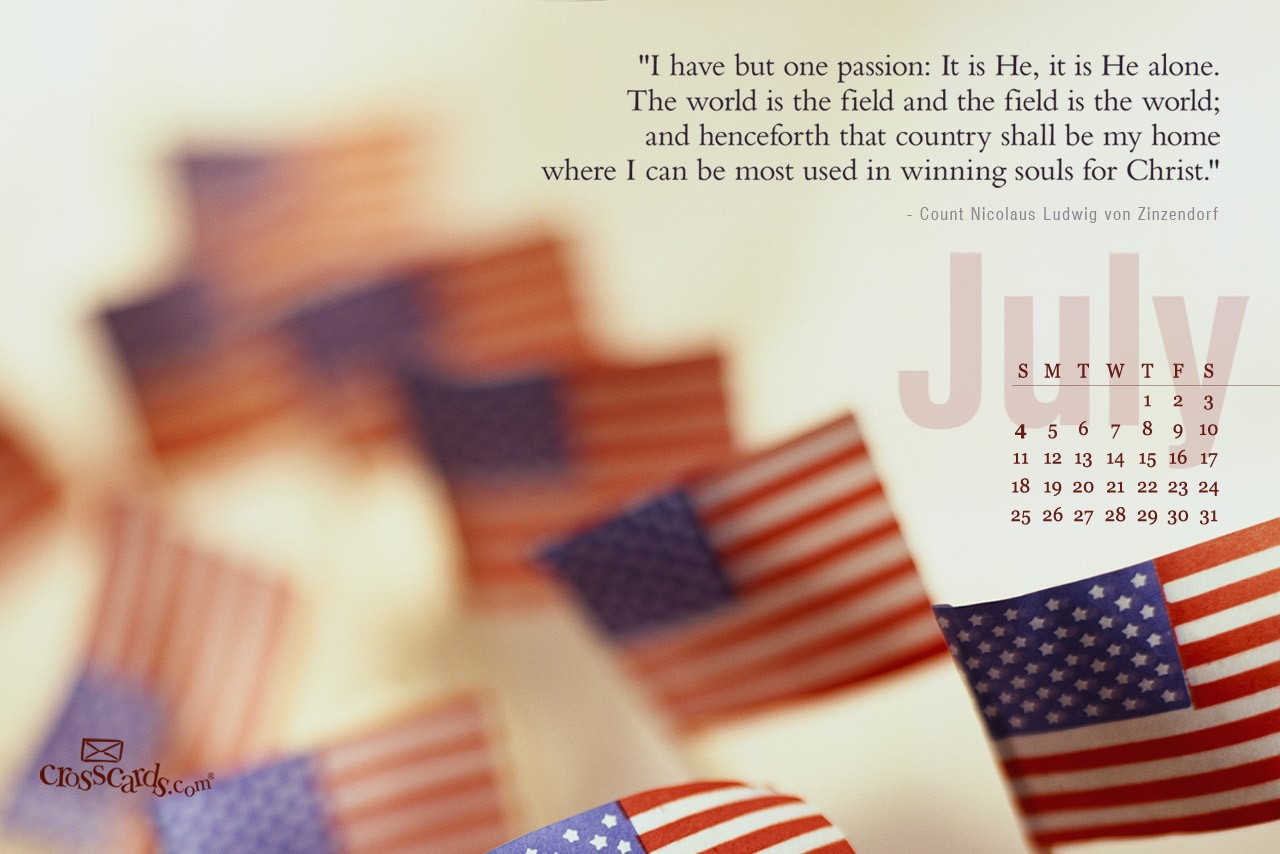 "I have but one passion: It is He, it is He alone.
The world is the field and the field is the world;
and henceforth that country shall be my home
where I can be most used in winning souls for Christ."
- Count Nicolaus Ludwig von Zinzendorf
July
S M T W T F S
1 2 3
4 5 6 7 8 9 10
11 12 13 14 15 16 17
18 19 20 21 22 23 24
25 26 27 28 29 30 31
crosscards.com®